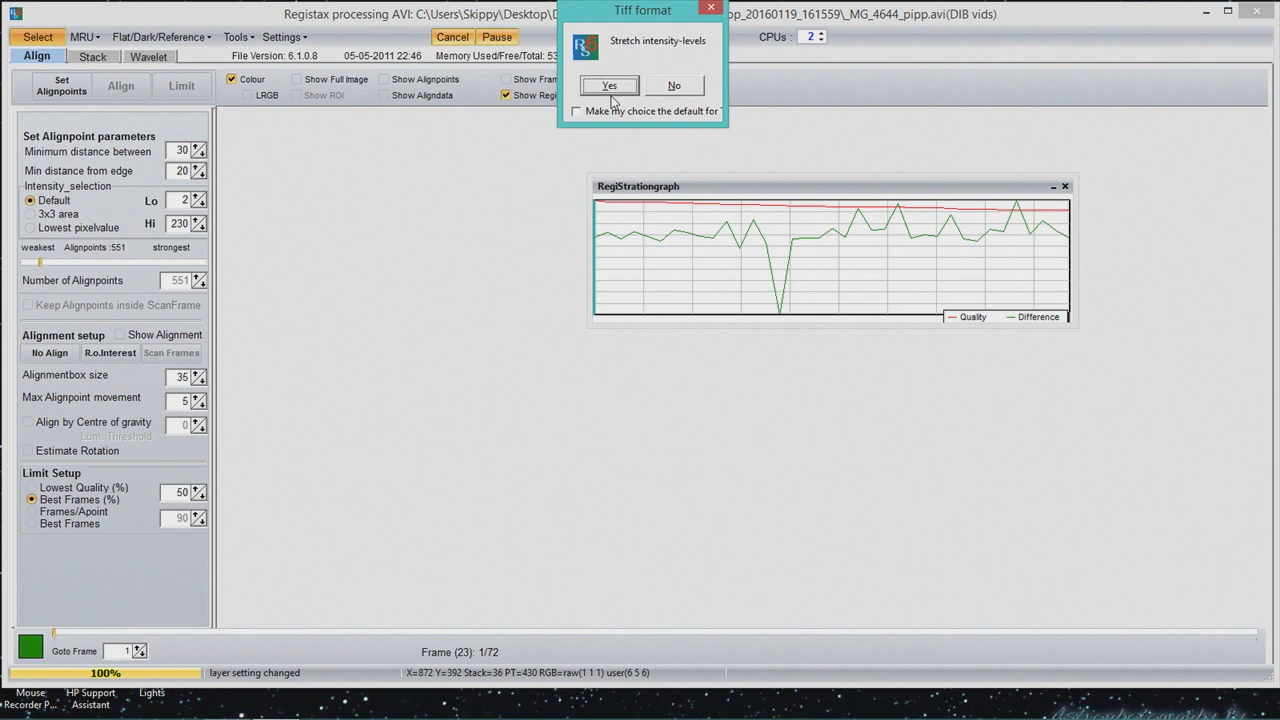 Registax processing AVI: C:\Users\Skippy\Desktop\D
pp_20160119_161559\_MG_4644_pipp.avi(DIB vids)
Tiff format
Stretch intensity-levels
Yes No
Make my choice the default for
Select MRU Flat/Dark/Reference Tools Settings Cancel Pause CPUs : 2
Align Stack Wavelet File Version: 6.1.0.8 05-05-2011 22:46 Memory Used/Free/Total: 53
Set Alignpoints Align Limit
Colour Show Full Image Show Alignpoints Show Fram
LRGB Show ROI Show Aligndata Show Regi
Set Alignpoint parameters
Minimum distance between 30
Min distance from edge 20
Intensity_selection
Default Lo 2
3x3 area
Hi 230
Lowest pixelvalue
weakest Alignpoints :551 strongest
Number of Alignpoints 551
Keep Alignpoints inside ScanFrame
Alignment setup Show Alignment
No Align R.o.Interest Scan Frames
Alignmentbox size 35
Max Alignpoint movement 5
Align by Centre of gravity 0
Lum. Threshold
Estimate Rotation
Limit Setup
Lowest Quality (%)
Best Frames (%) 50
Frames/Apoint
Best Frames 90
RegiStrationgraph
Quality Difference
Goto Frame 1 Frame (23): 1/72
100% layer setting changed X=872 Y=392 Stack=36 PT=430 RGB=raw(1 1 1) user(6 5 6)
Mouse HP Support Lights
Recorder P... Assistant